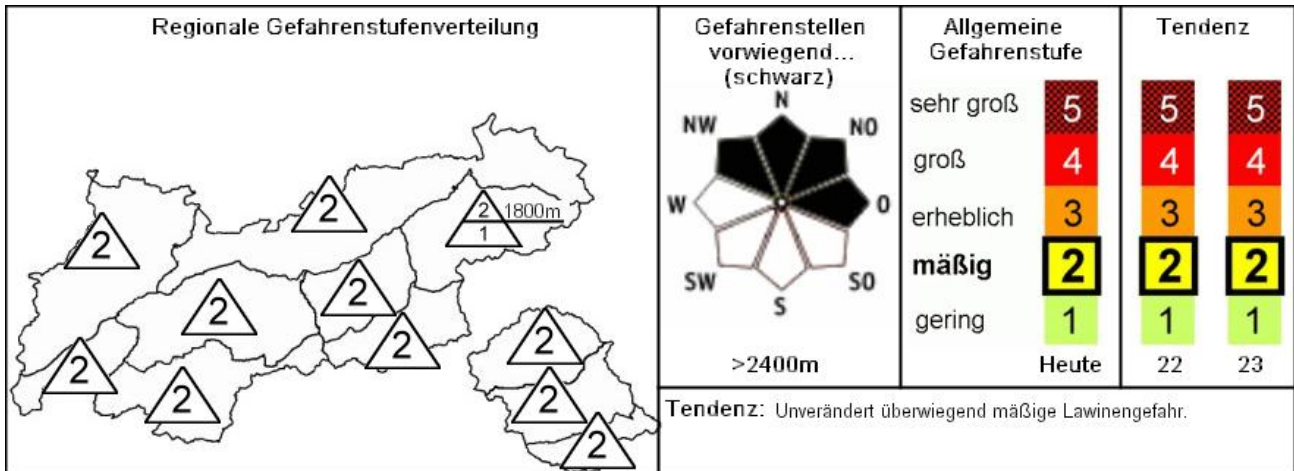 Regionale Gefahrenstufenverteilung
2
2
2
1800m
1
2
2
2
2
2
2
2
2
Gefahrenstellen
vorwiegend...
(schwarz)
N
NW
NO
W
O
SW
SO
S
>2400m
Allgemeine
Gefahrenstufe
sehr groß
5
groß
4
erheblich
3
mäßig
2
gering
1
Heute
Tendenz
5 5
4 4
3 3
2 2
1 1
22 23
Tendenz: Unverändert überwiegend mäßige Lawinengefahr.